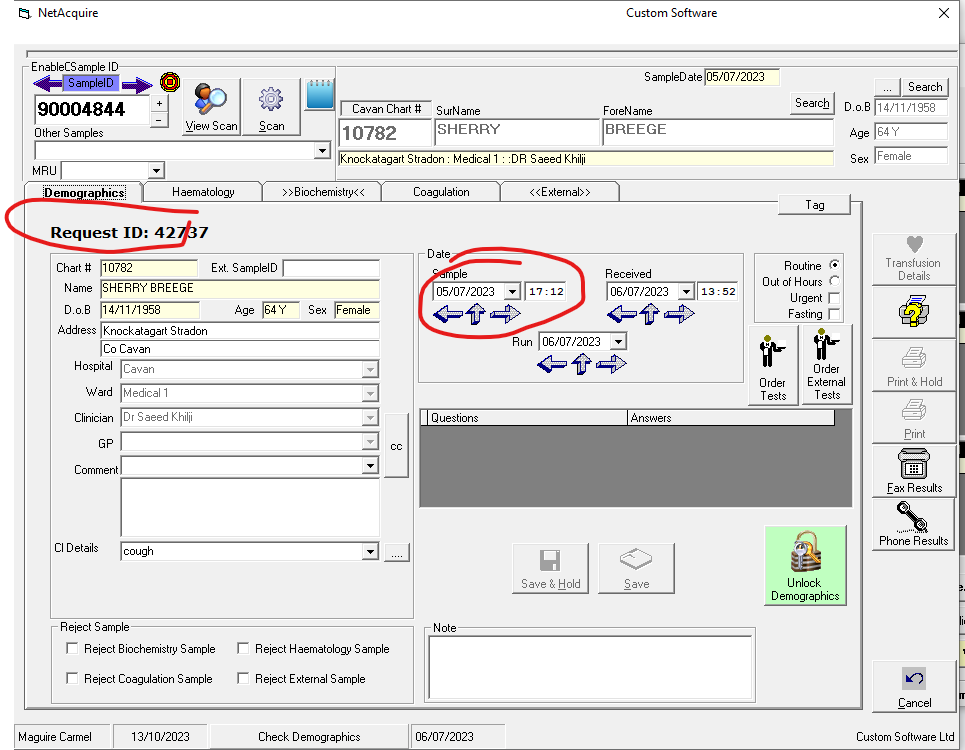 NetAcquire Custom Software
EnableCSample ID
SampleID
90004844
+
-
View Scan
Scan
Other Samples
MRU
SampleDate 05/07/2023
Cavan Chart # SurName ForeName
Search
10782 SHERRY BREEGE
Knockatagart Stradon : Medical 1 : :DR Saeed Khilji
... Search
D.o.B 14/11/1958
Age 64 Y
Sex Female
Demographics Haematology >>Biochemistry<< Coagulation <<External>>
Tag
Request ID: 42737
Chart # 10782 Ext. SampleID
Name SHERRY BREEGE
D.o.B 14/11/1958 Age 64 Y Sex Female
Address Knockatagart Stradon
Co Cavan
Hospital Cavan
Ward Medical 1
Clinician Dr Saeed Khilji
GP
cc
Comment
Cl Details cough
....
Date
Sample Received
05/07/2023 17:12 06/07/2023 13:52
Run 06/07/2023
Routine
Out of Hours
Urgent
Fasting
Order Tests
Order External Tests
Questions Answers
Save & Hold
Save
Unlock Demographics
Reject Sample
Reject Biochemistry Sample Reject Haematology Sample
Reject Coagulation Sample Reject External Sample
Note
Transfusion Details
Print & Hold
Print
Fax Results
Phone Results
Cancel
Maguire Carmel 13/10/2023 Check Demographics 06/07/2023 Custom Software Ltd